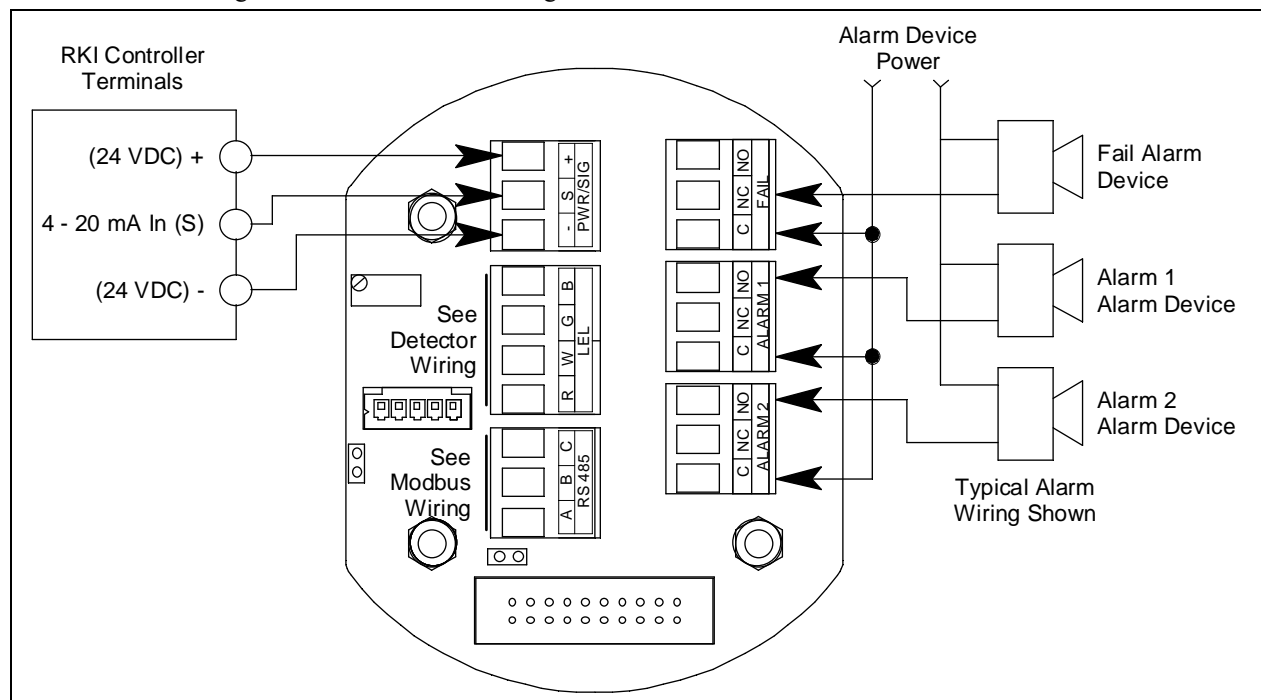 RKI Controller
Terminals
(24 VDC) +
4 - 20 mA In (S)
(24 VDC) -
See
Detector
Wiring
See
Modbus
Wiring
- S +
PWR/SIG
R W G B
LEL
A B C
RS 485
C NC NO
FAIL
C NC NO
ALARM 1
C NC NO
ALARM 2
Alarm Device
Power
Fail Alarm
Device
Alarm 1
Alarm Device
Alarm 2
Alarm Device
Typical Alarm
Wiring Shown